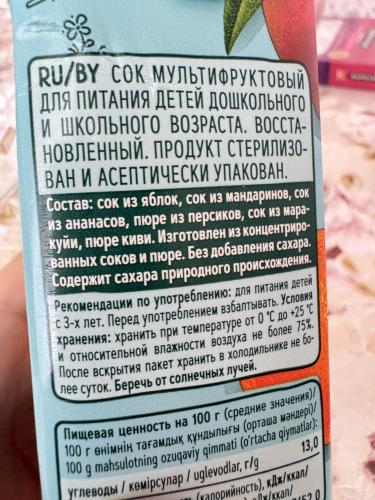 RU/BY СОК МУЛЬТИФРУКТОВЫЙ
ДЛЯ ПИТАНИЯ ДЕТЕЙ ДОШКОЛЬНОГО
И ШКОЛЬНОГО ВОЗРАСТА. ВОССТА-
НОВЛЕННЫЙ. ПРОДУКТ СТЕРИЛИЗО-
ВАН И АСЕПТИЧЕСКИ УПАКОВАН.
Состав: сок из яблок, сок из мандаринов, сок
из ананасов, пюре из персиков, сок из мара-
куйи, пюре киви. Изготовлен из концентриро-
ванных соков и пюре. Без добавления сахара.
Содержит сахара природного происхождения.
Рекомендации по употреблению: для питания детей
с 3-х лет. Перед употреблением взбалтывать. Условия
хранения: хранить при температуре от 0 °C до +25 °C
и относительной влажности воздуха не более 75%.
После вскрытия пакет хранить в холодильнике не бо-
лее суток. Беречь от солнечных лучей.
Пищевая ценность на 100 г (средние значения)/
100 г өнімнің тағамдық құндылығы (орташа мәндері)/
100 g mahsulotning ozuqaviy qimmati (o'rtacha qiymatlar):
углеводы / көмірсулар / uglevodlar, г/g 13,0
(калорийность), кДж/ккал/